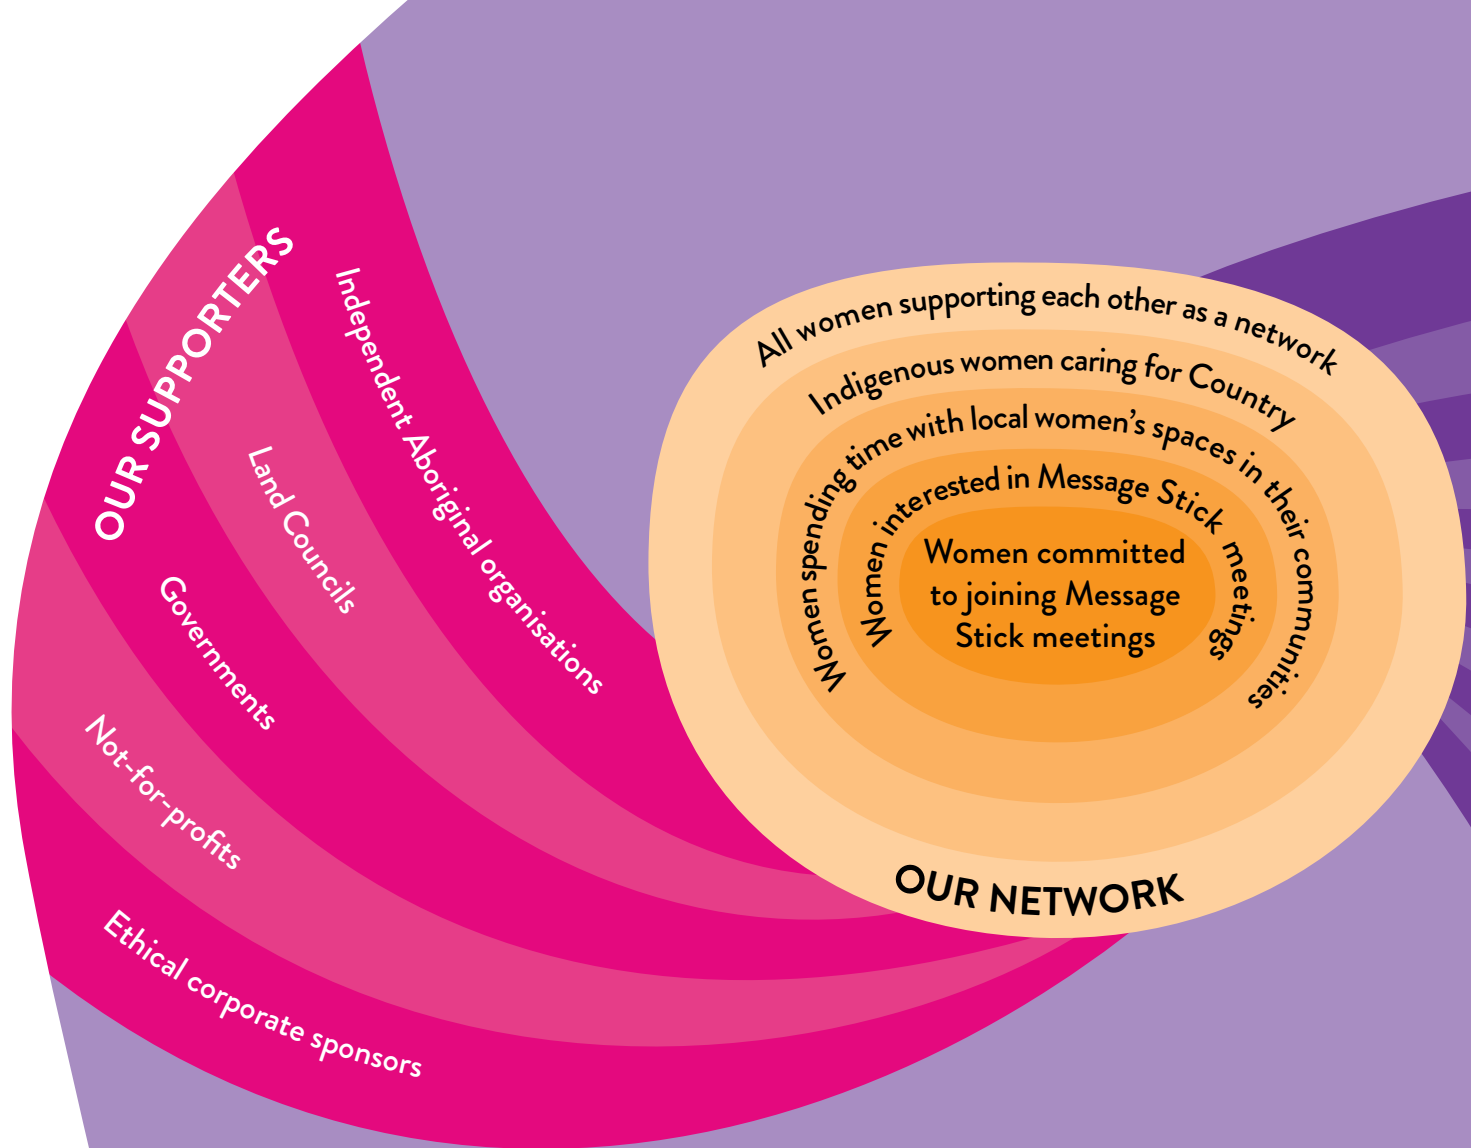 OUR SUPPORTERS
Independent Aboriginal organisations
Land Councils
Governments
Not-for-profits
Ethical corporate sponsors
All women supporting each other as a network
Indigenous women caring for Country
Women spending time with local women’s spaces in their communities
Women interested in Message Stick meetings
Women committed
to joining Message
Stick meetings
OUR NETWORK